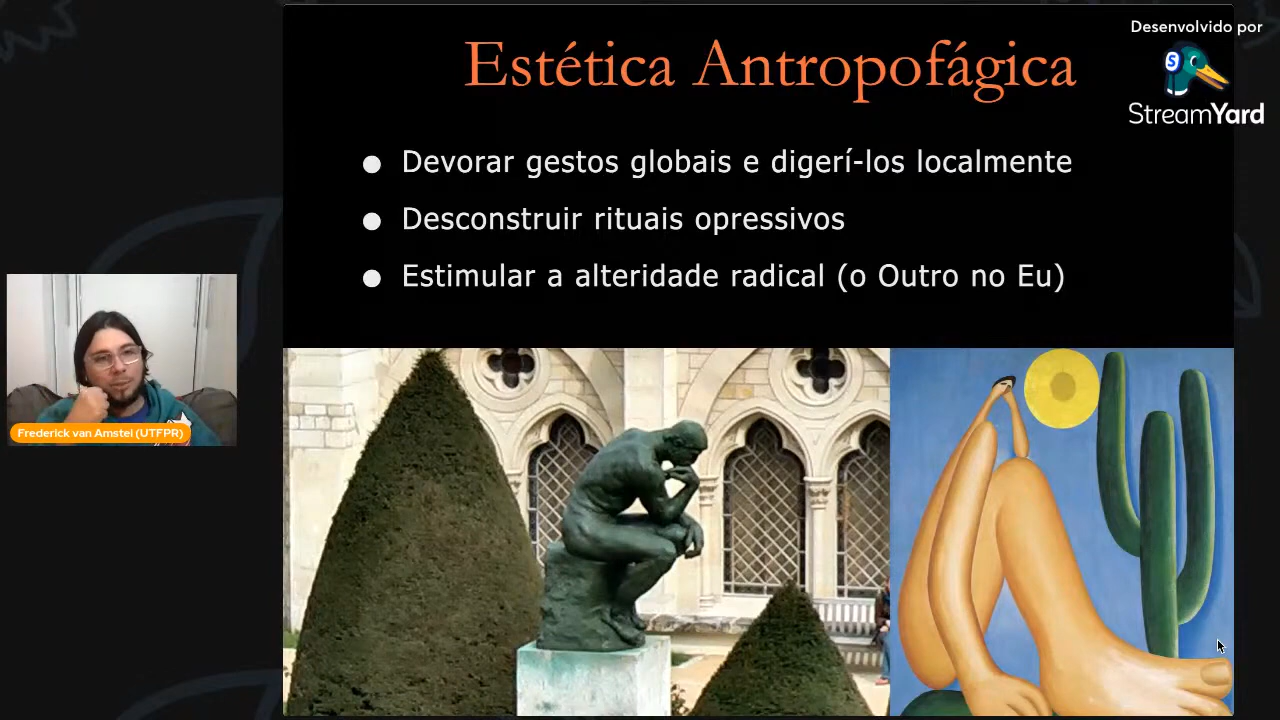 Desenvolvido por
StreamYard
Estética Antropofágica
Devorar gestos globais e digerí-los localmente
Desconstruir rituais opressivos
Estimular a alteridade radical (o Outro no Eu)
Frederick van Amstel (UTFPR)